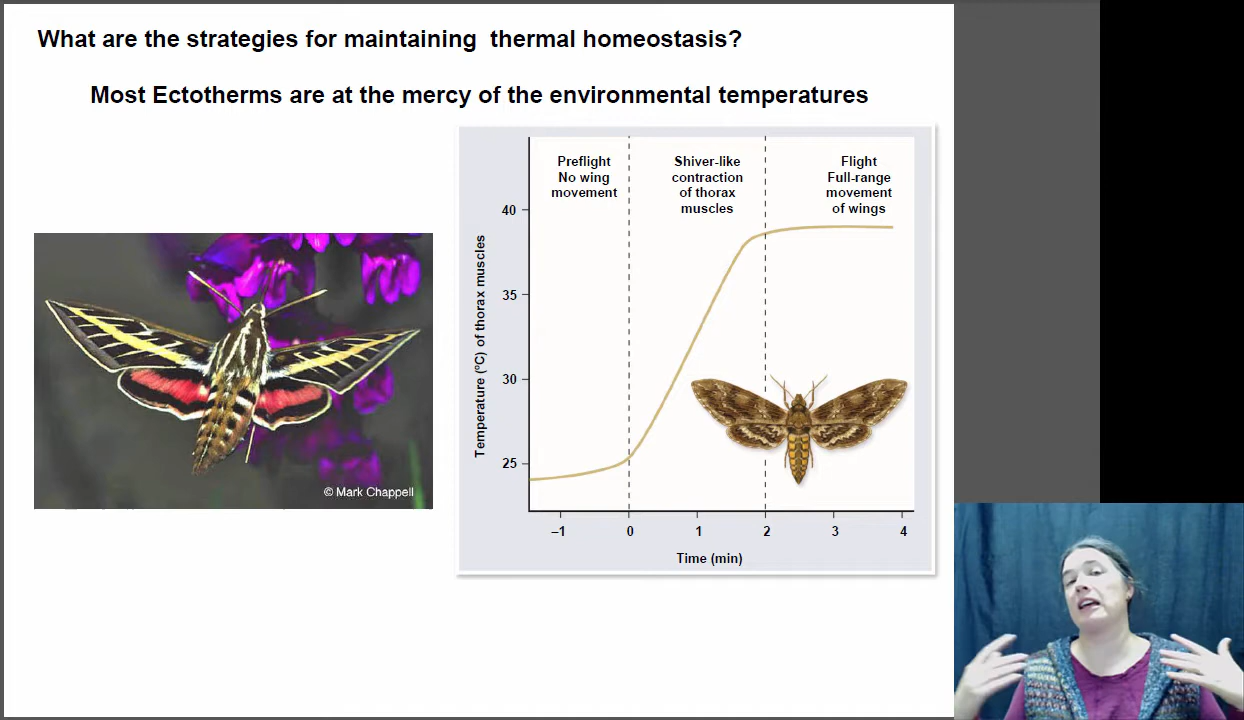 What are the strategies for maintaining thermal homeostasis?
Most Ectotherms are at the mercy of the environmental temperatures
© Mark Chappell
Preflight
No wing
movement
Shiver-like
contraction
of thorax
muscles
Flight
Full-range
movement
of wings
Temperature (°C) of thorax muscles
40
35
30
25
–1 0 1 2 3 4
Time (min)